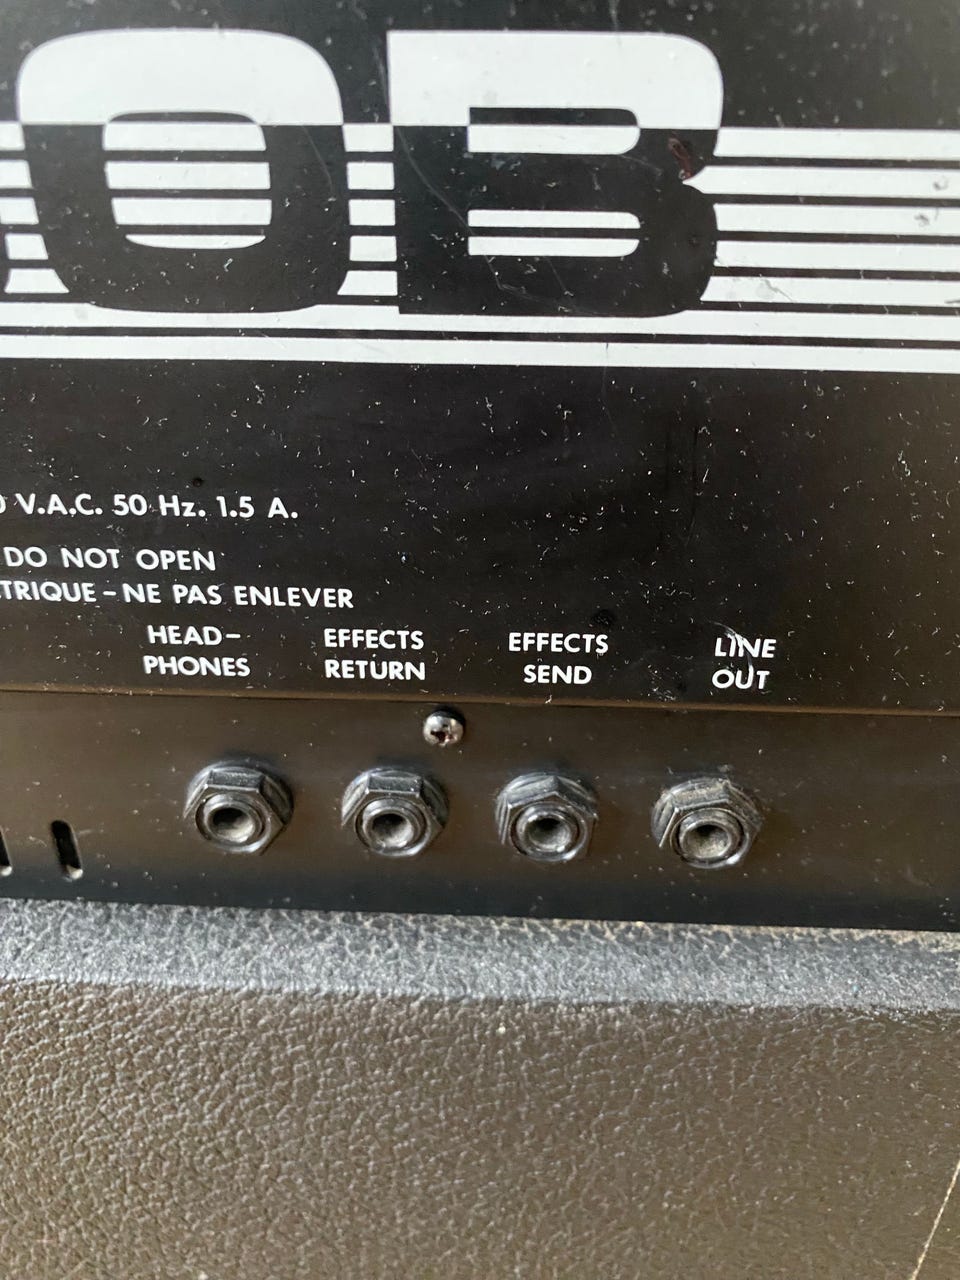 OB
V.A.C. 50 Hz. 1.5 A.
DO NOT OPEN
TRIQUE – NE PAS ENLEVER
HEAD–
PHONES
EFFECTS
RETURN
EFFECTS
SEND
LINE
OUT